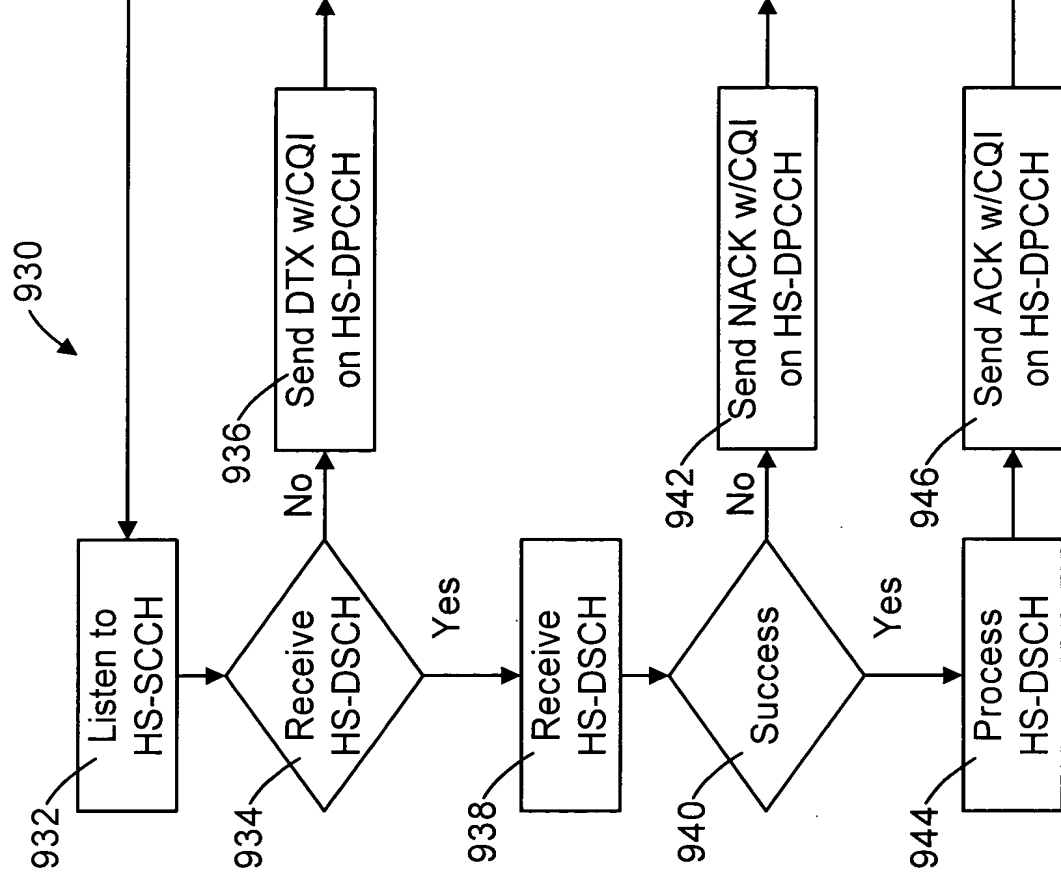 930
932
Listen to
HS-SCCH
934
Receive
HS-DSCH
No
936
Send DTX w/CQI
on HS-DPCCH
Yes
938
Receive
HS-DSCH
940
Success
No
942
Send NACK w/CQI
on HS-DPCCH
Yes
944
Process
HS-DSCH
946
Send ACK w/CQI
on HS-DPCCH